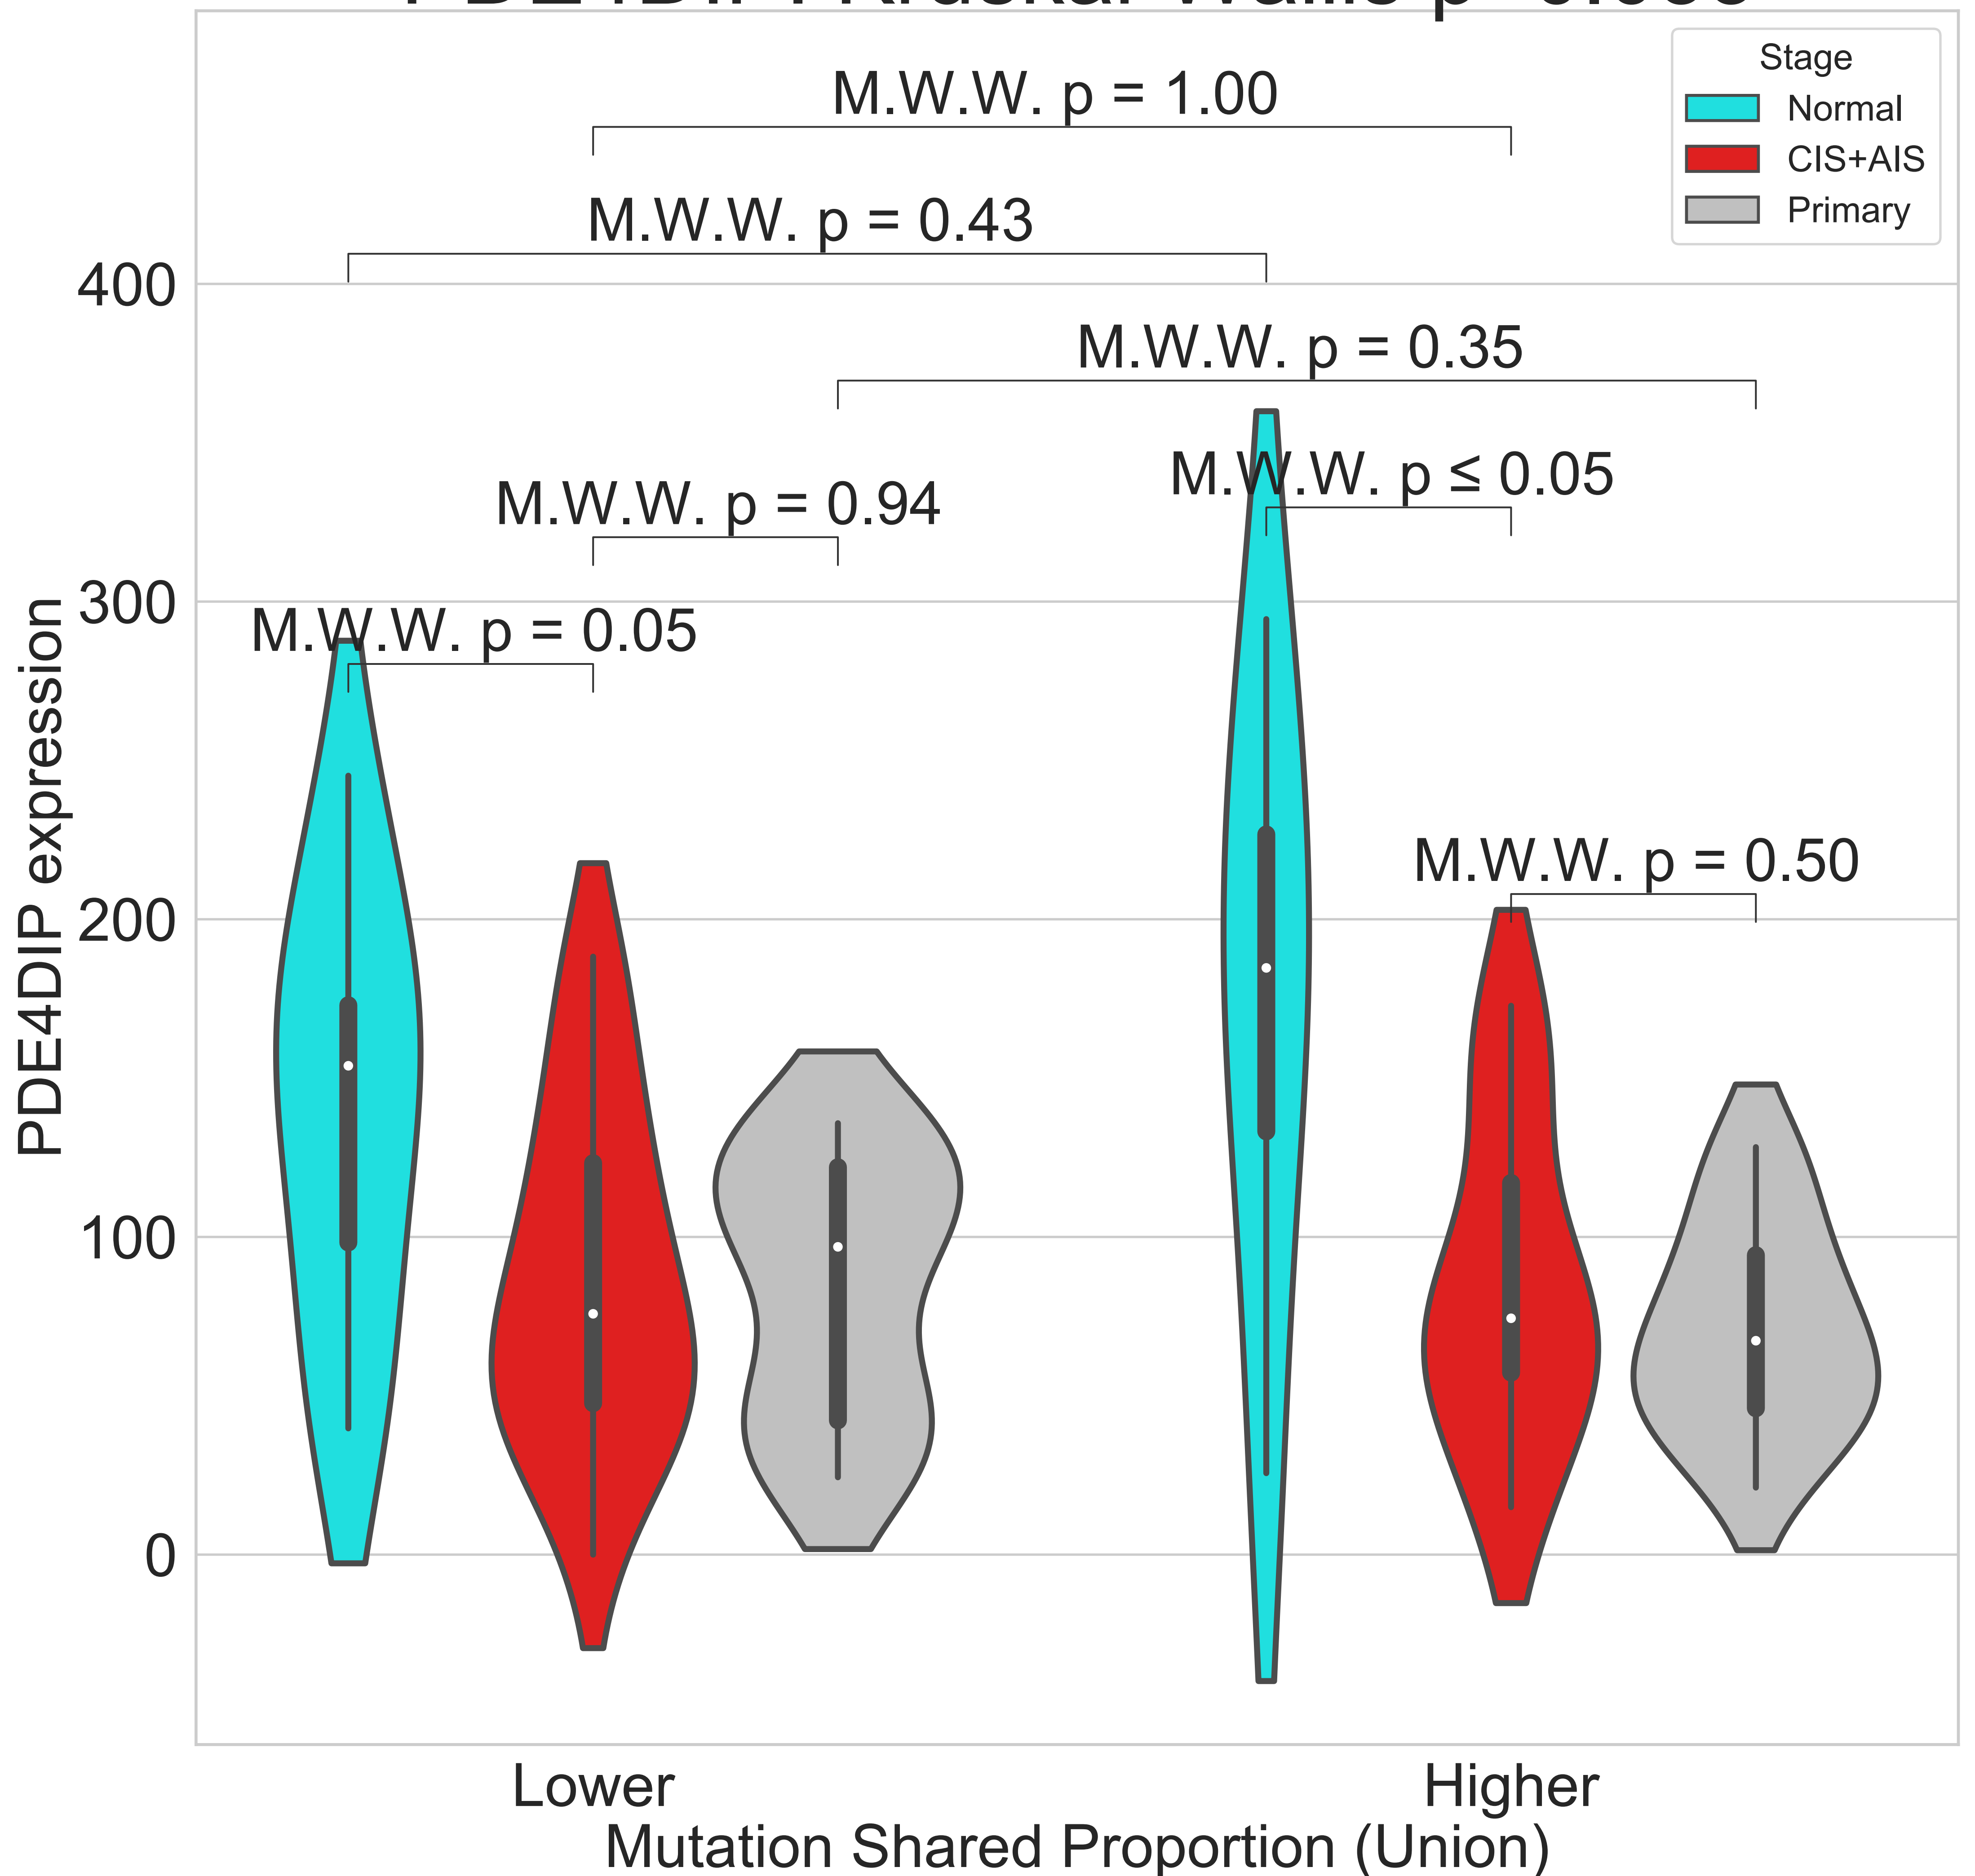 Stage
Normal
CIS+AIS
Primary
M.W.W. p = 1.00
M.W.W. p = 0.43
M.W.W. p = 0.35
M.W.W. p ≤ 0.05
M.W.W. p = 0.94
M.W.W. p = 0.05
M.W.W. p = 0.50
400
300
200
100
0
PDE4DIP expression
Lower
Higher
Mutation Shared Proportion (Union)